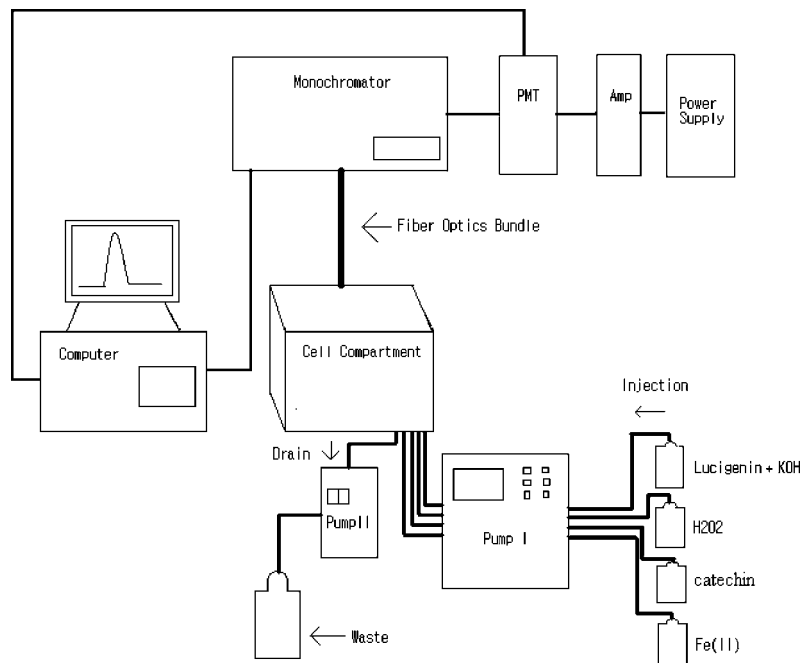 Monochromator
PMT
Amp
Power
Supply
Fiber Optics Bundle
Computer
Cell Compartment
Injection
Drain
Lucigenin + KOH
PumpII
Pump I
H2O2
catechin
Waste
Fe(II)